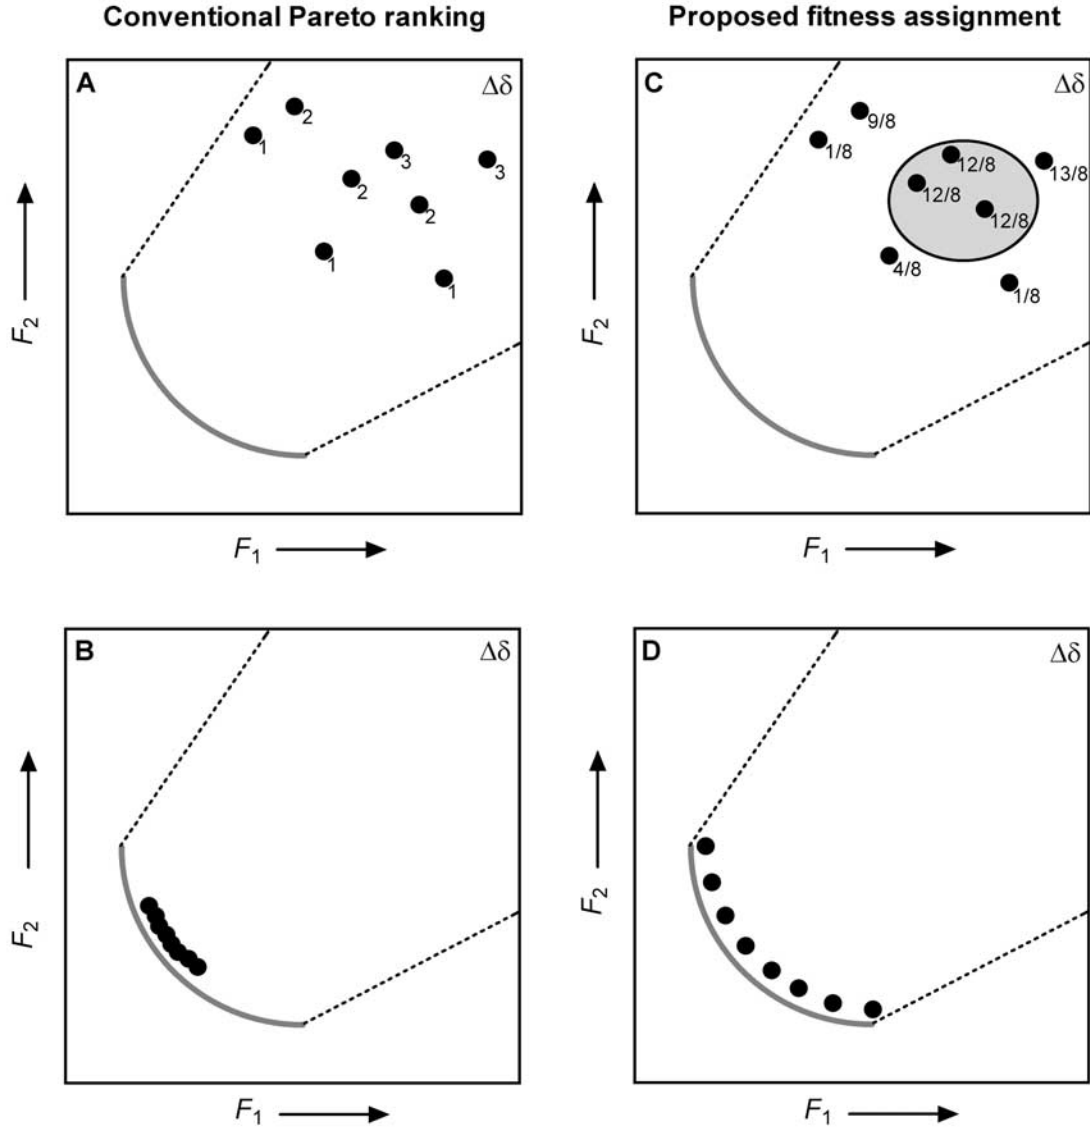 Conventional Pareto ranking
Proposed fitness assignment
A
Δδ
2
1
3
3
2
2
1
1
F2
F1
C
Δδ
9/8
1/8
12/8
13/8
12/8
12/8
4/8
1/8
F2
F1
B
Δδ
F2
F1
D
Δδ
F2
F1